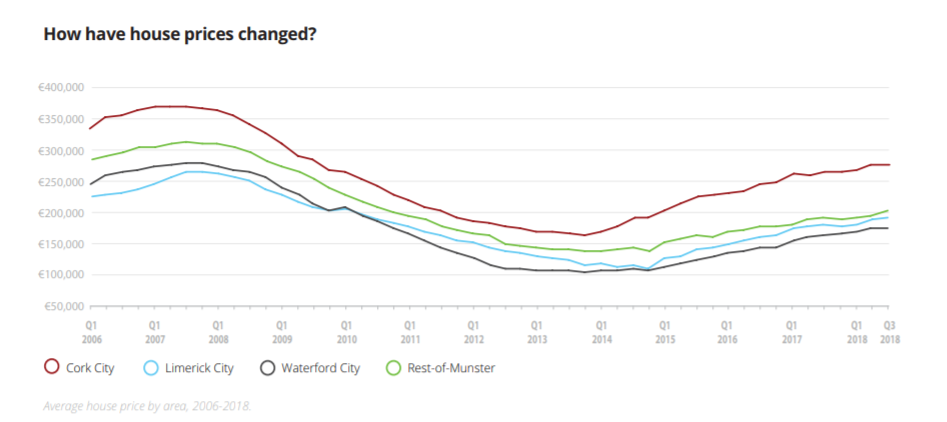 How have house prices changed?
€400,000
€350,000
€300,000
€250,000
€200,000
€150,000
€100,000
€50,000
Q1 Q1 Q1 Q1 Q1 Q1 Q1 Q1 Q1 Q1 Q1 Q1 Q1 Q3
2006 2007 2008 2009 2010 2011 2012 2013 2014 2015 2016 2017 2018 2018
Cork City Limerick City Waterford City Rest-of-Munster
Average house price by area, 2006-2018.